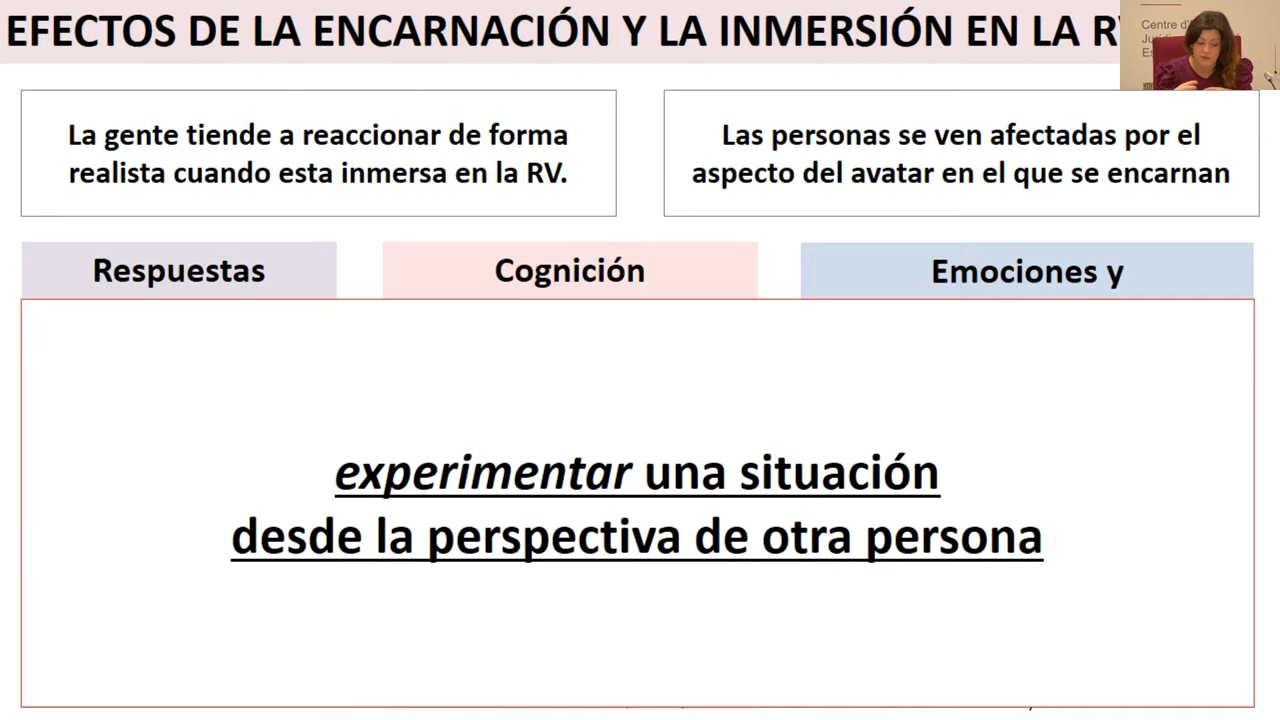 EFECTOS DE LA ENCARNACIÓN Y LA INMERSIÓN EN LA
Centre d'
Jurídi
Es
La gente tiende a reaccionar de forma
realista cuando esta inmersa en la RV.
Las personas se ven afectadas por el
aspecto del avatar en el que se encarnan
Respuestas
Cognición
Emociones y
experimentar una situación
desde la perspectiva de otra persona